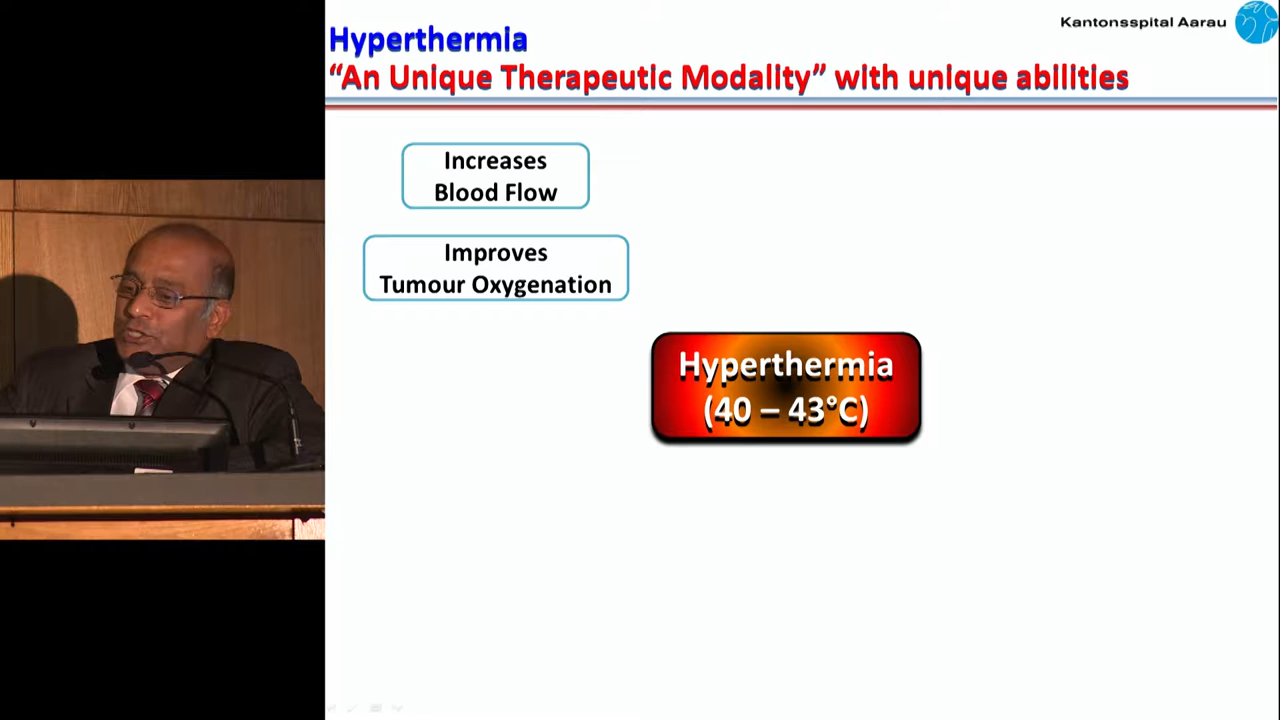 Kantonsspital Aarau
Hyperthermia
“An Unique Therapeutic Modality” with unique abilities
Increases
Blood Flow
Improves
Tumour Oxygenation
Hyperthermia
(40 – 43°C)